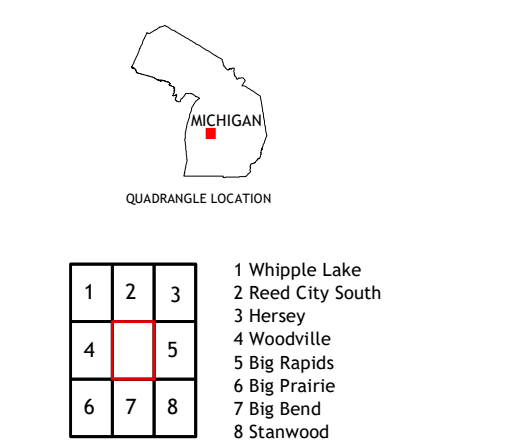 MICHIGAN
QUADRANGLE LOCATION
1 2 3
4 5
6 7 8
1 Whipple Lake
2 Reed City South
3 Hersey
4 Woodville
5 Big Rapids
6 Big Prairie
7 Big Bend
8 Stanwood